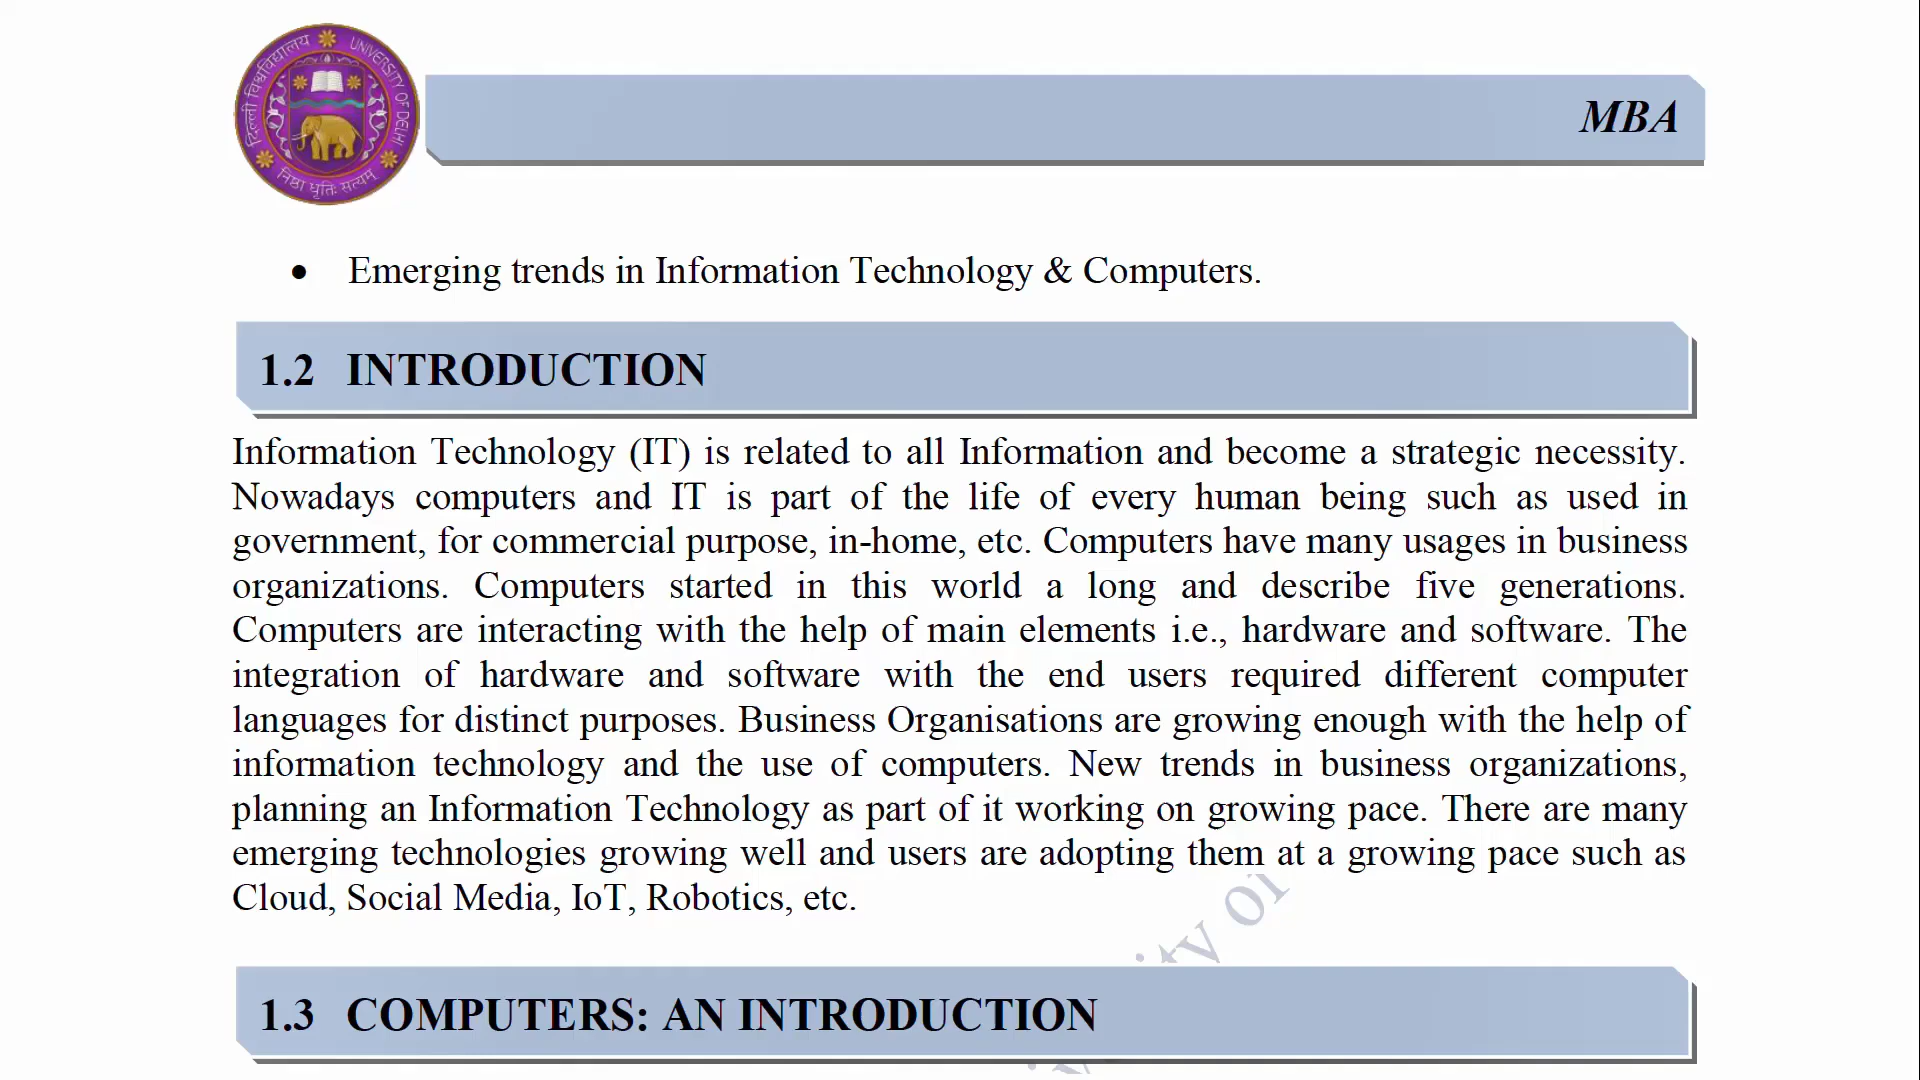 दिल्ली विश्वविद्यालय
UNIVERSITY OF DELHI
निष्ठा धृतिः सत्यम्
MBA
• Emerging trends in Information Technology & Computers.
1.2 INTRODUCTION
Information Technology (IT) is related to all Information and become a strategic necessity.
Nowadays computers and IT is part of the life of every human being such as used in
government, for commercial purpose, in-home, etc. Computers have many usages in business
organizations. Computers started in this world a long and describe five generations.
Computers are interacting with the help of main elements i.e., hardware and software. The
integration of hardware and software with the end users required different computer
languages for distinct purposes. Business Organisations are growing enough with the help of
information technology and the use of computers. New trends in business organizations,
planning an Information Technology as part of it working on growing pace. There are many
emerging technologies growing well and users are adopting them at a growing pace such as
Cloud, Social Media, IoT, Robotics, etc.
1.3 COMPUTERS: AN INTRODUCTION